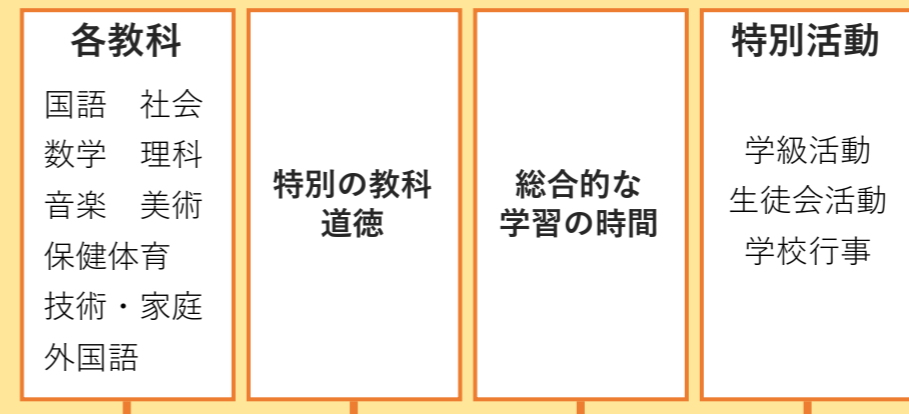 各教科
国語　社会
数学　理科
音楽　美術
保健体育
技術・家庭
外国語
特別の教科
道徳
総合的な
学習の時間
特別活動
学級活動
生徒会活動
学校行事